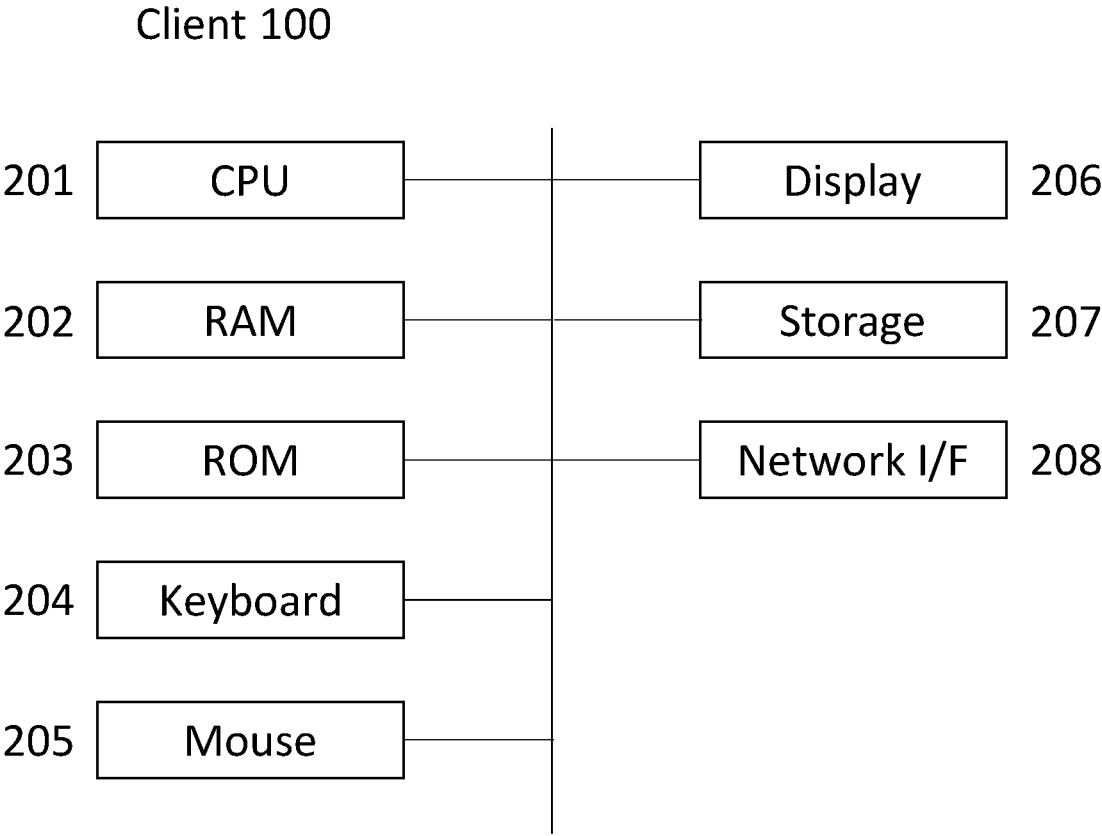 Client 100
201 CPU Display 206
202 RAM Storage 207
203 ROM Network I/F 208
204 Keyboard
205 Mouse